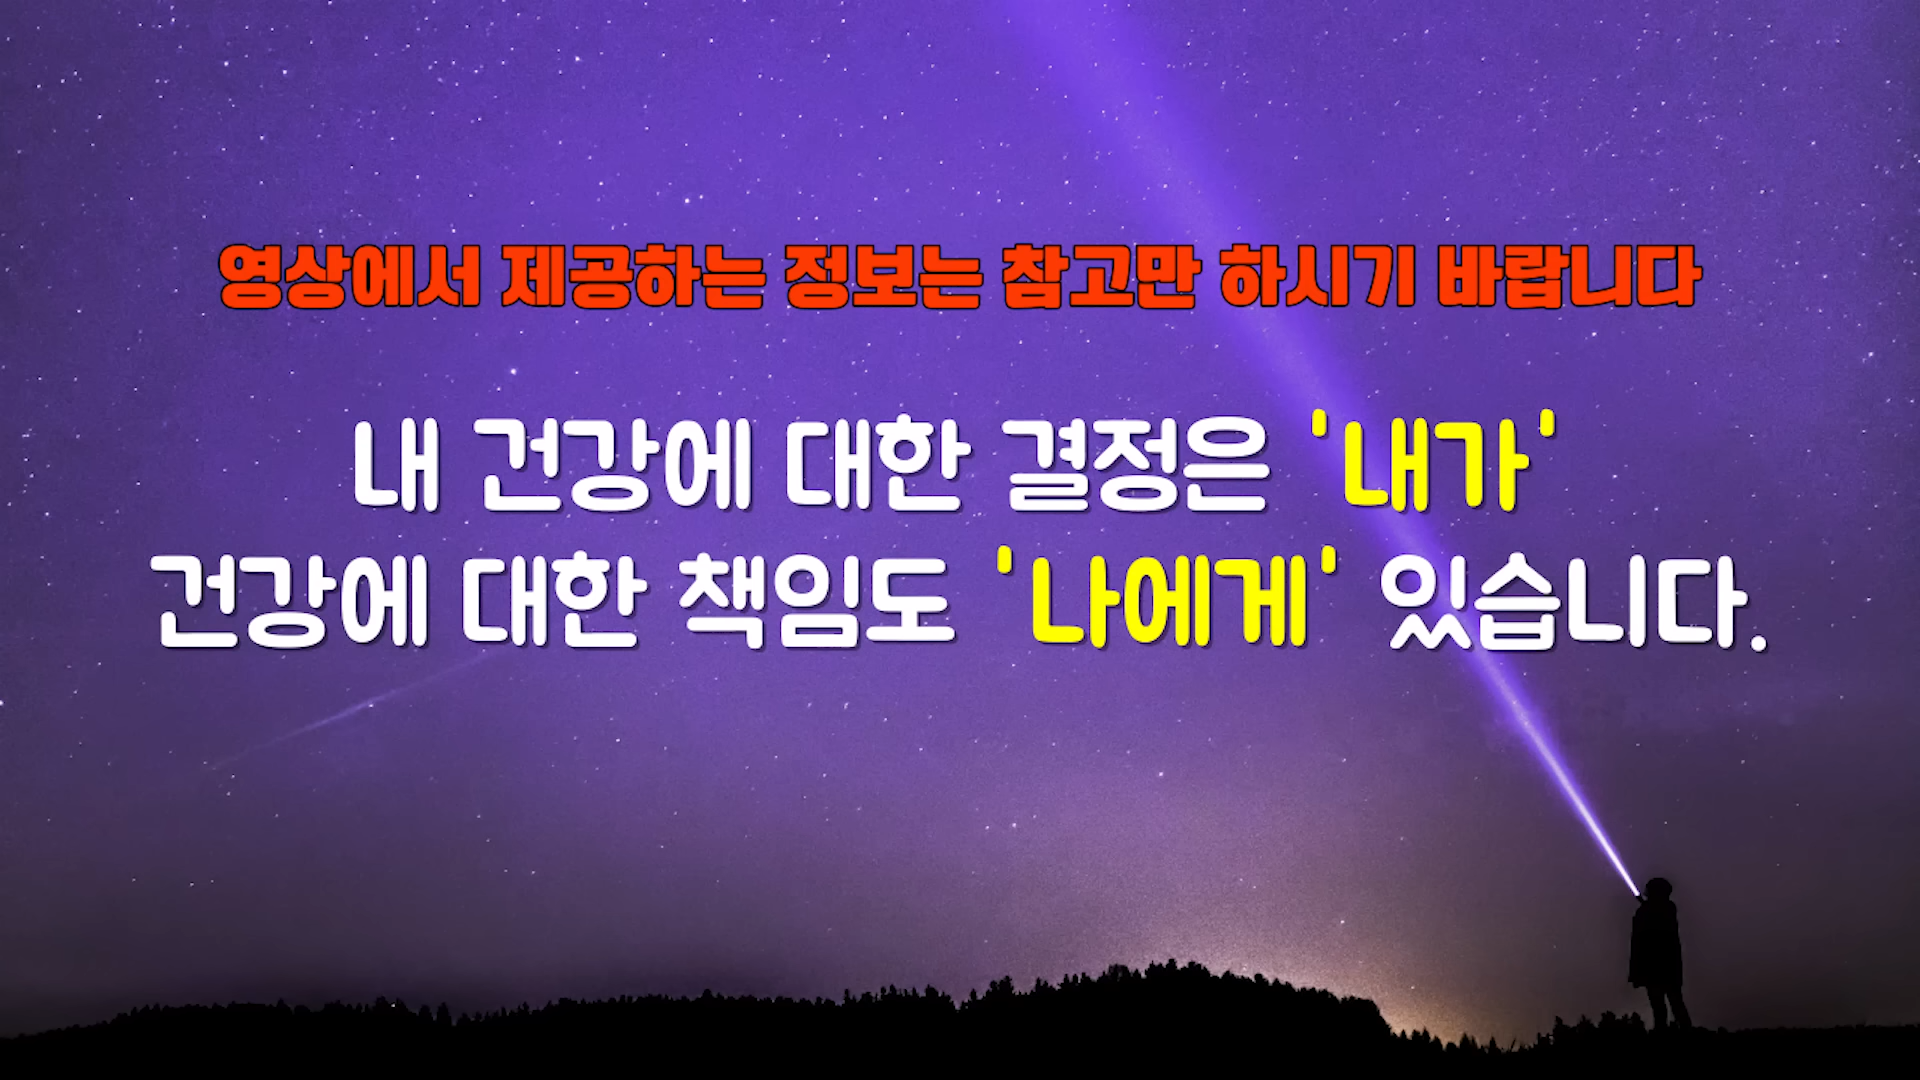 영상에서 제공하는 정보는 참고만 하시기 바랍니다
내 건강에 대한 결정은 '내가'
건강에 대한 책임도 '나에게' 있습니다.